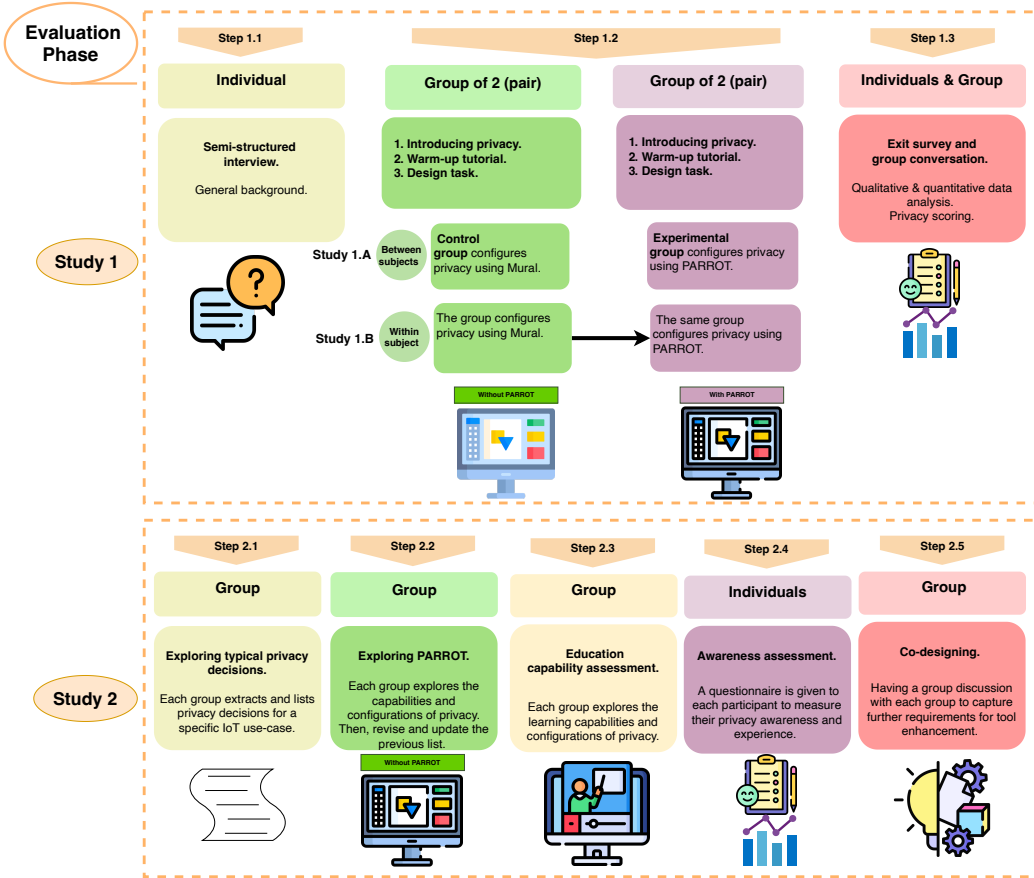 Evaluation
Phase
Step 1.1
Step 1.2
Step 1.3
Individual
Group of 2 (pair)
Group of 2 (pair)
Individuals & Group
Semi-structured
interview.
General background.
1. Introducing privacy.
2. Warm-up tutorial.
3. Design task.
1. Introducing privacy.
2. Warm-up tutorial.
3. Design task.
Exit survey and
group conversation.
Qualitative & quantitative data
analysis.
Privacy scoring.
Study 1
Study 1.A
Between
subjects
Control
group configures
privacy using Mural.
Experimental
group configures privacy
using PARROT.
Study 1.B
Within
subject
The group configures
privacy using Mural.
The same group
configures privacy using
PARROT.
Without PARROT
With PARROT
Step 2.1
Step 2.2
Step 2.3
Step 2.4
Step 2.5
Group
Group
Group
Individuals
Group
Study 2
Exploring typical privacy
decisions.
Each group extracts and lists
privacy decisions for a
specific IoT use-case.
Exploring PARROT.
Each group explores the
capabilities and
configurations of privacy.
Then, revise and update the
previous list.
Education
capability assessment.
Each group explores the
learning capabilities and
configurations of privacy.
Awareness assessment.
A questionnaire is given to
each participant to measure
their privacy awareness and
experience.
Co-designing.
Having a group discussion
with each group to capture
further requirements for tool
enhancement.
Without PARROT